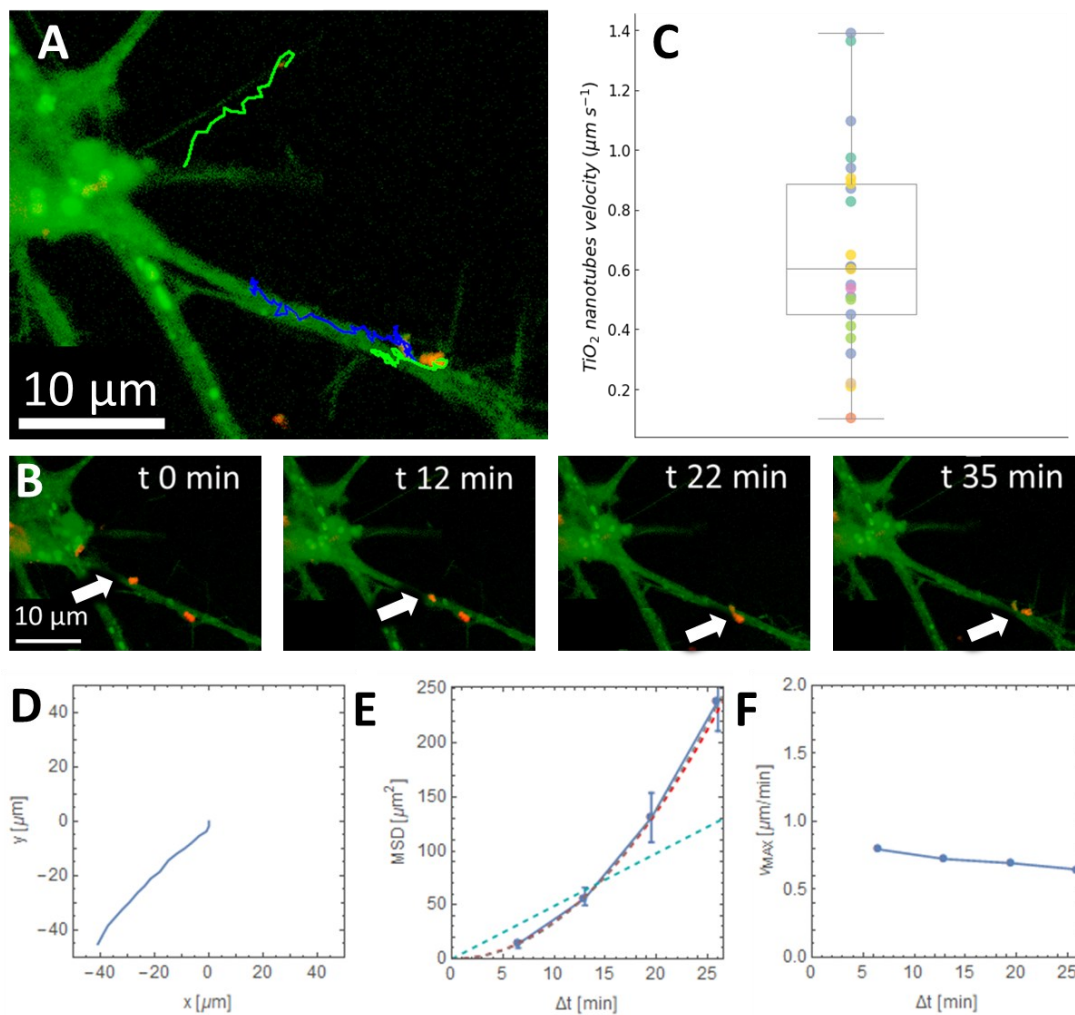 A
10 µm
C
TiO2 nanotubes velocity (µm s−1)
1.4
1.2
1.0
0.8
0.6
0.4
0.2
B
t 0 min
t 12 min
t 22 min
t 35 min
10 µm
D
y [µm]
40
20
0
−20
−40
−40 −20 0 20 40
x [µm]
E
MSD [µm2]
250
200
150
100
50
0
0 5 10 15 20 25
Δt [min]
F
vMAX [µm/min]
2.0
1.5
1.0
0.5
0.0
0 5 10 15 20 25
Δt [min]